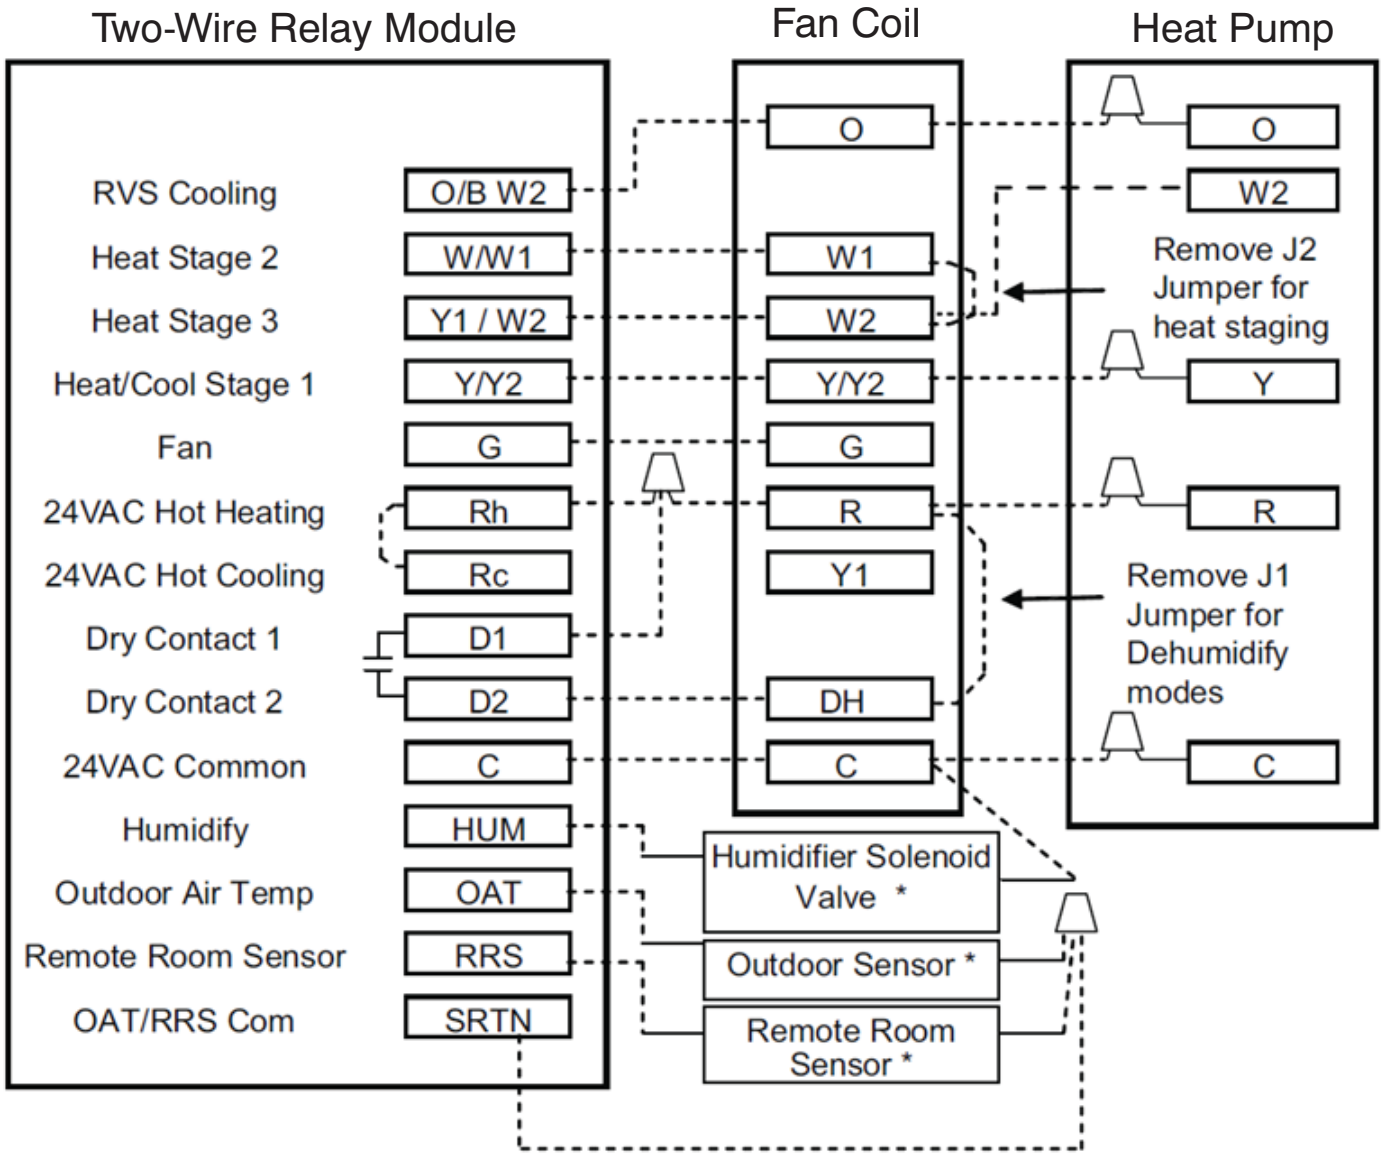 Two-Wire Relay Module
Fan Coil
Heat Pump
O
O
RVS Cooling
O/B W2
W2
Heat Stage 2
W/W1
W1
Remove J2
Jumper for
heat staging
Heat Stage 3
Y1 / W2
W2
Heat/Cool Stage 1
Y/Y2
Y/Y2
Y
Fan
G
G
24VAC Hot Heating
Rh
R
R
24VAC Hot Cooling
Rc
Y1
Remove J1
Jumper for
Dehumidify
modes
Dry Contact 1
D1
Dry Contact 2
D2
DH
24VAC Common
C
C
C
Humidify
HUM
Humidifier Solenoid
Valve *
Outdoor Air Temp
OAT
Outdoor Sensor *
Remote Room Sensor
RRS
Remote Room
Sensor *
OAT/RRS Com
SRTN